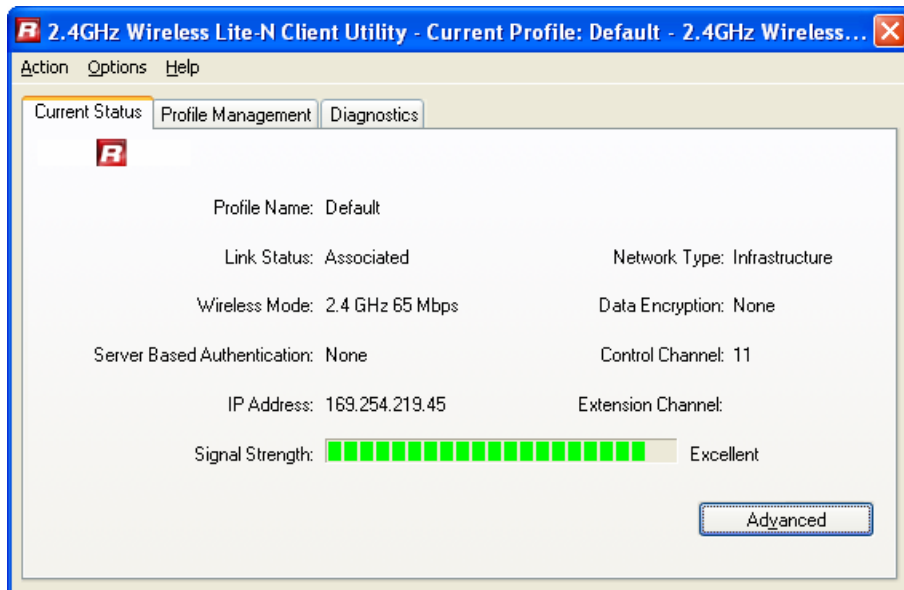 2.4GHz Wireless Lite-N Client Utility - Current Profile: Default - 2.4GHz Wireless...
Action Options Help
Current Status Profile Management Diagnostics
R
Profile Name: Default
Link Status: Associated Network Type: Infrastructure
Wireless Mode: 2.4 GHz 65 Mbps Data Encryption: None
Server Based Authentication: None Control Channel: 11
IP Address: 169.254.219.45 Extension Channel:
Signal Strength: Excellent
Advanced